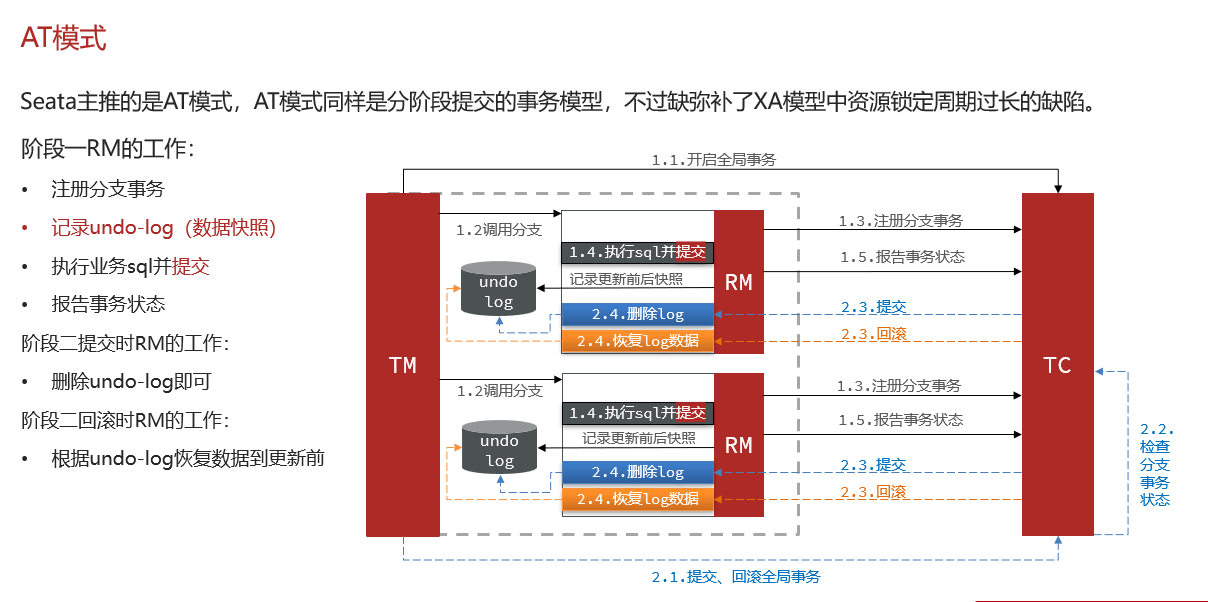 AT模式
Seata主推的是AT模式，AT模式同样是分阶段提交的事务模型，不过缺弥补了XA模型中资源锁定周期过长的缺陷。
阶段一RM的工作：
• 注册分支事务
• 记录undo-log（数据快照）
• 执行业务sql并提交
• 报告事务状态
阶段二提交时RM的工作：
• 删除undo-log即可
阶段二回滚时RM的工作：
• 根据undo-log恢复数据到更新前
1.1.开启全局事务
TM
1.2调用分支
1.4.执行sql并提交
记录更新前后快照
undo
log
2.4.删除log
2.4.恢复log数据
RM
1.3.注册分支事务
1.5.报告事务状态
2.3.提交
2.3.回滚
1.2调用分支
1.4.执行sql并提交
记录更新前后快照
undo
log
2.4.删除log
2.4.恢复log数据
RM
1.3.注册分支事务
1.5.报告事务状态
2.3.提交
2.3.回滚
TC
2.2.
检查
分支
事务
状态
2.1.提交、回滚全局事务